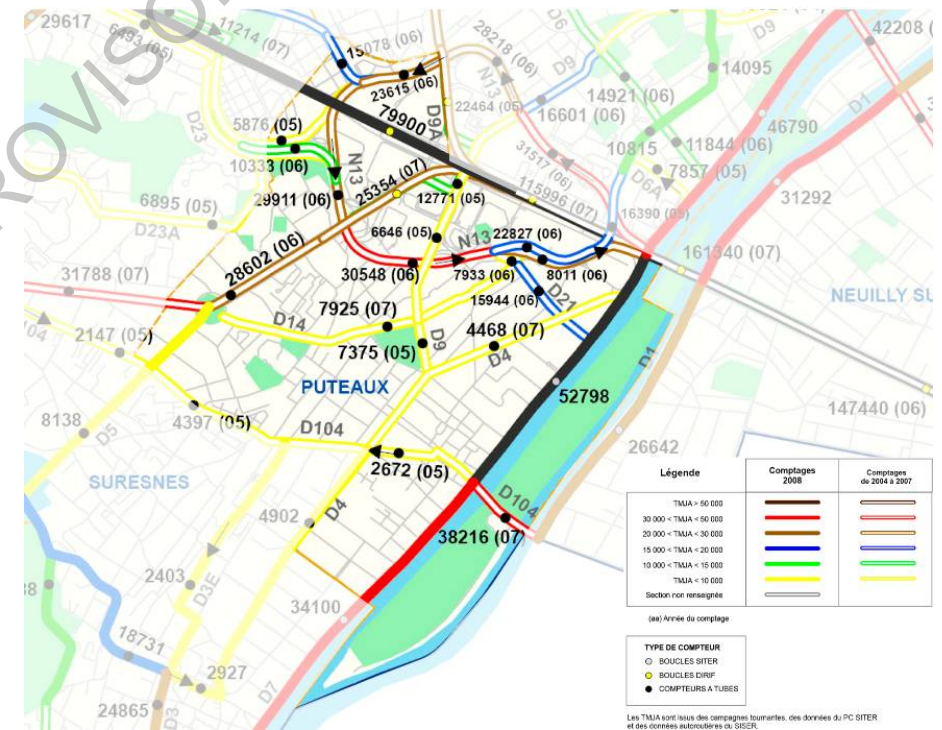 29617
6493 (05)
11214 (07)
15078 (06)
28218 (06)
D6
D9
42208
14095
N13
D9
23615 (06)
PROVISOIRE
D23
5876 (05)
79900
D9A
22464 (05)
16601 (06)
14921 (06)
46790
D1
10333 (06)
N13
31517 (06)
10815
11844 (06)
7857 (05)
D6A
29911 (06)
25354 (07)
12771 (05)
115996 (07)
31292
6895 (05)
D23A
6646 (05)
N13
22827 (06)
16390 (05)
28602 (06)
30548 (06)
7933 (06)
8011 (06)
161340 (07)
31788 (07)
15944 (06)
D21
NEUILLY SU
2147 (05)
D14
7925 (07)
4468 (07)
7375 (05)
D9
D4
D1
PUTEAUX
52798
147440 (06)
8138
D5
4397 (05)
D104
26642
2672 (05)
SURESNES
D104
4902
D4
38216 (07)
2403
D3E
34100
18731
2927
24865
D3
D7
Légende
Comptages
2008
Comptages
de 2004 à 2007
TMJA > 50 000
30 000 < TMJA < 50 000
20 000 < TMJA < 30 000
15 000 < TMJA < 20 000
10 000 < TMJA < 15 000
TMJA < 10 000
Section non renseignée
(aa) Année du comptage
TYPE DE COMPTEUR
BOUCLES SITER
BOUCLES DIRIF
COMPTEURS A TUBES
Les TMJA sont issus des campagnes tournantes, des données du PC SITER
et des données autoroutières du SISER.